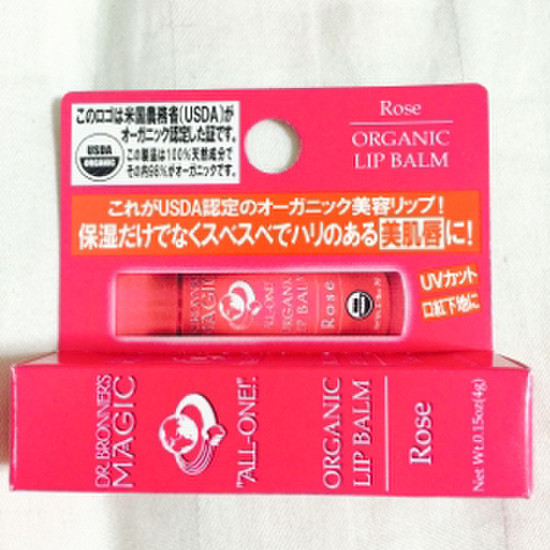 このロゴは米国農務省(USDA)が
オーガニック認定した証です。
この製品は100%天然成分で
その内98%がオーガニックです。
USDA
ORGANIC
Rose
ORGANIC
LIP BALM
これがUSDA認定のオーガニック美容リップ!
保湿だけでなくスベスベでハリのある美肌唇に!
UVカット
口紅下地に
DR. BRONNER'S
MAGIC
ALL-ONE!
ORGANIC
LIP BALM
Rose
DR. BRONNER'S
MAGIC
"ALL-ONE!"
ORGANIC
LIP BALM
Rose
Net Wt. 0.15oz(4g)